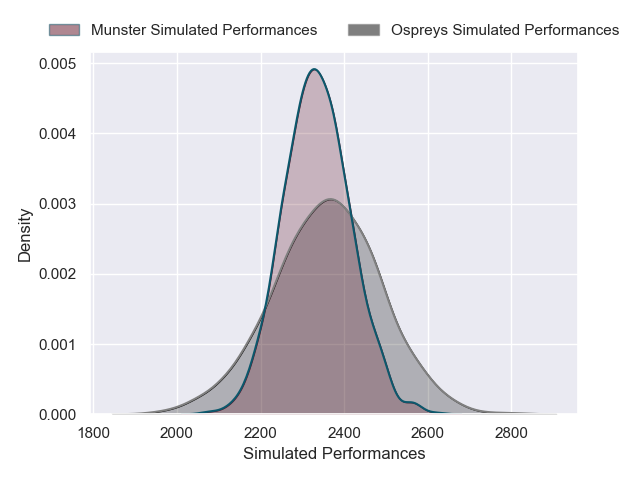 Munster Simulated Performances Ospreys Simulated Performances
0.005
0.004
0.003
0.002
0.001
0.000
Density
1800 2000 2200 2400 2600 2800
Simulated Performances